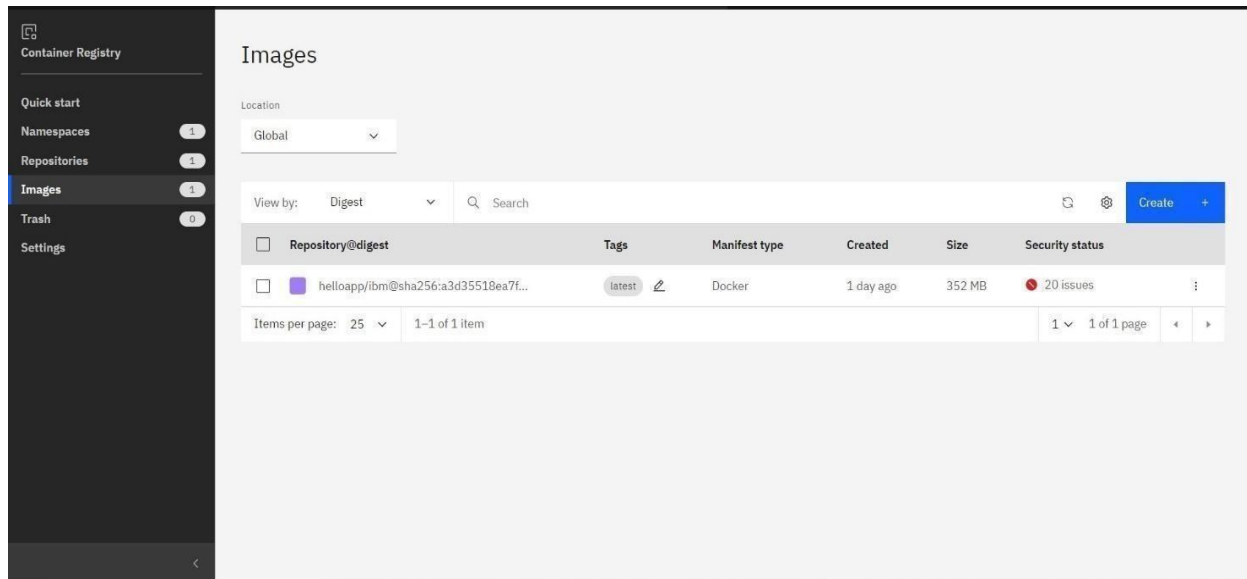 Container Registry
Quick start
Namespaces 1
Repositories 1
Images 1
Trash 0
Settings
Images
Location
Global
View by: Digest Search Create +
Repository@digest Tags Manifest type Created Size Security status
helloapp/ibm@sha256:a3d35518ea7f... latest Docker 1 day ago 352 MB 20 issues
Items per page: 25 1–1 of 1 item 1 1 of 1 page